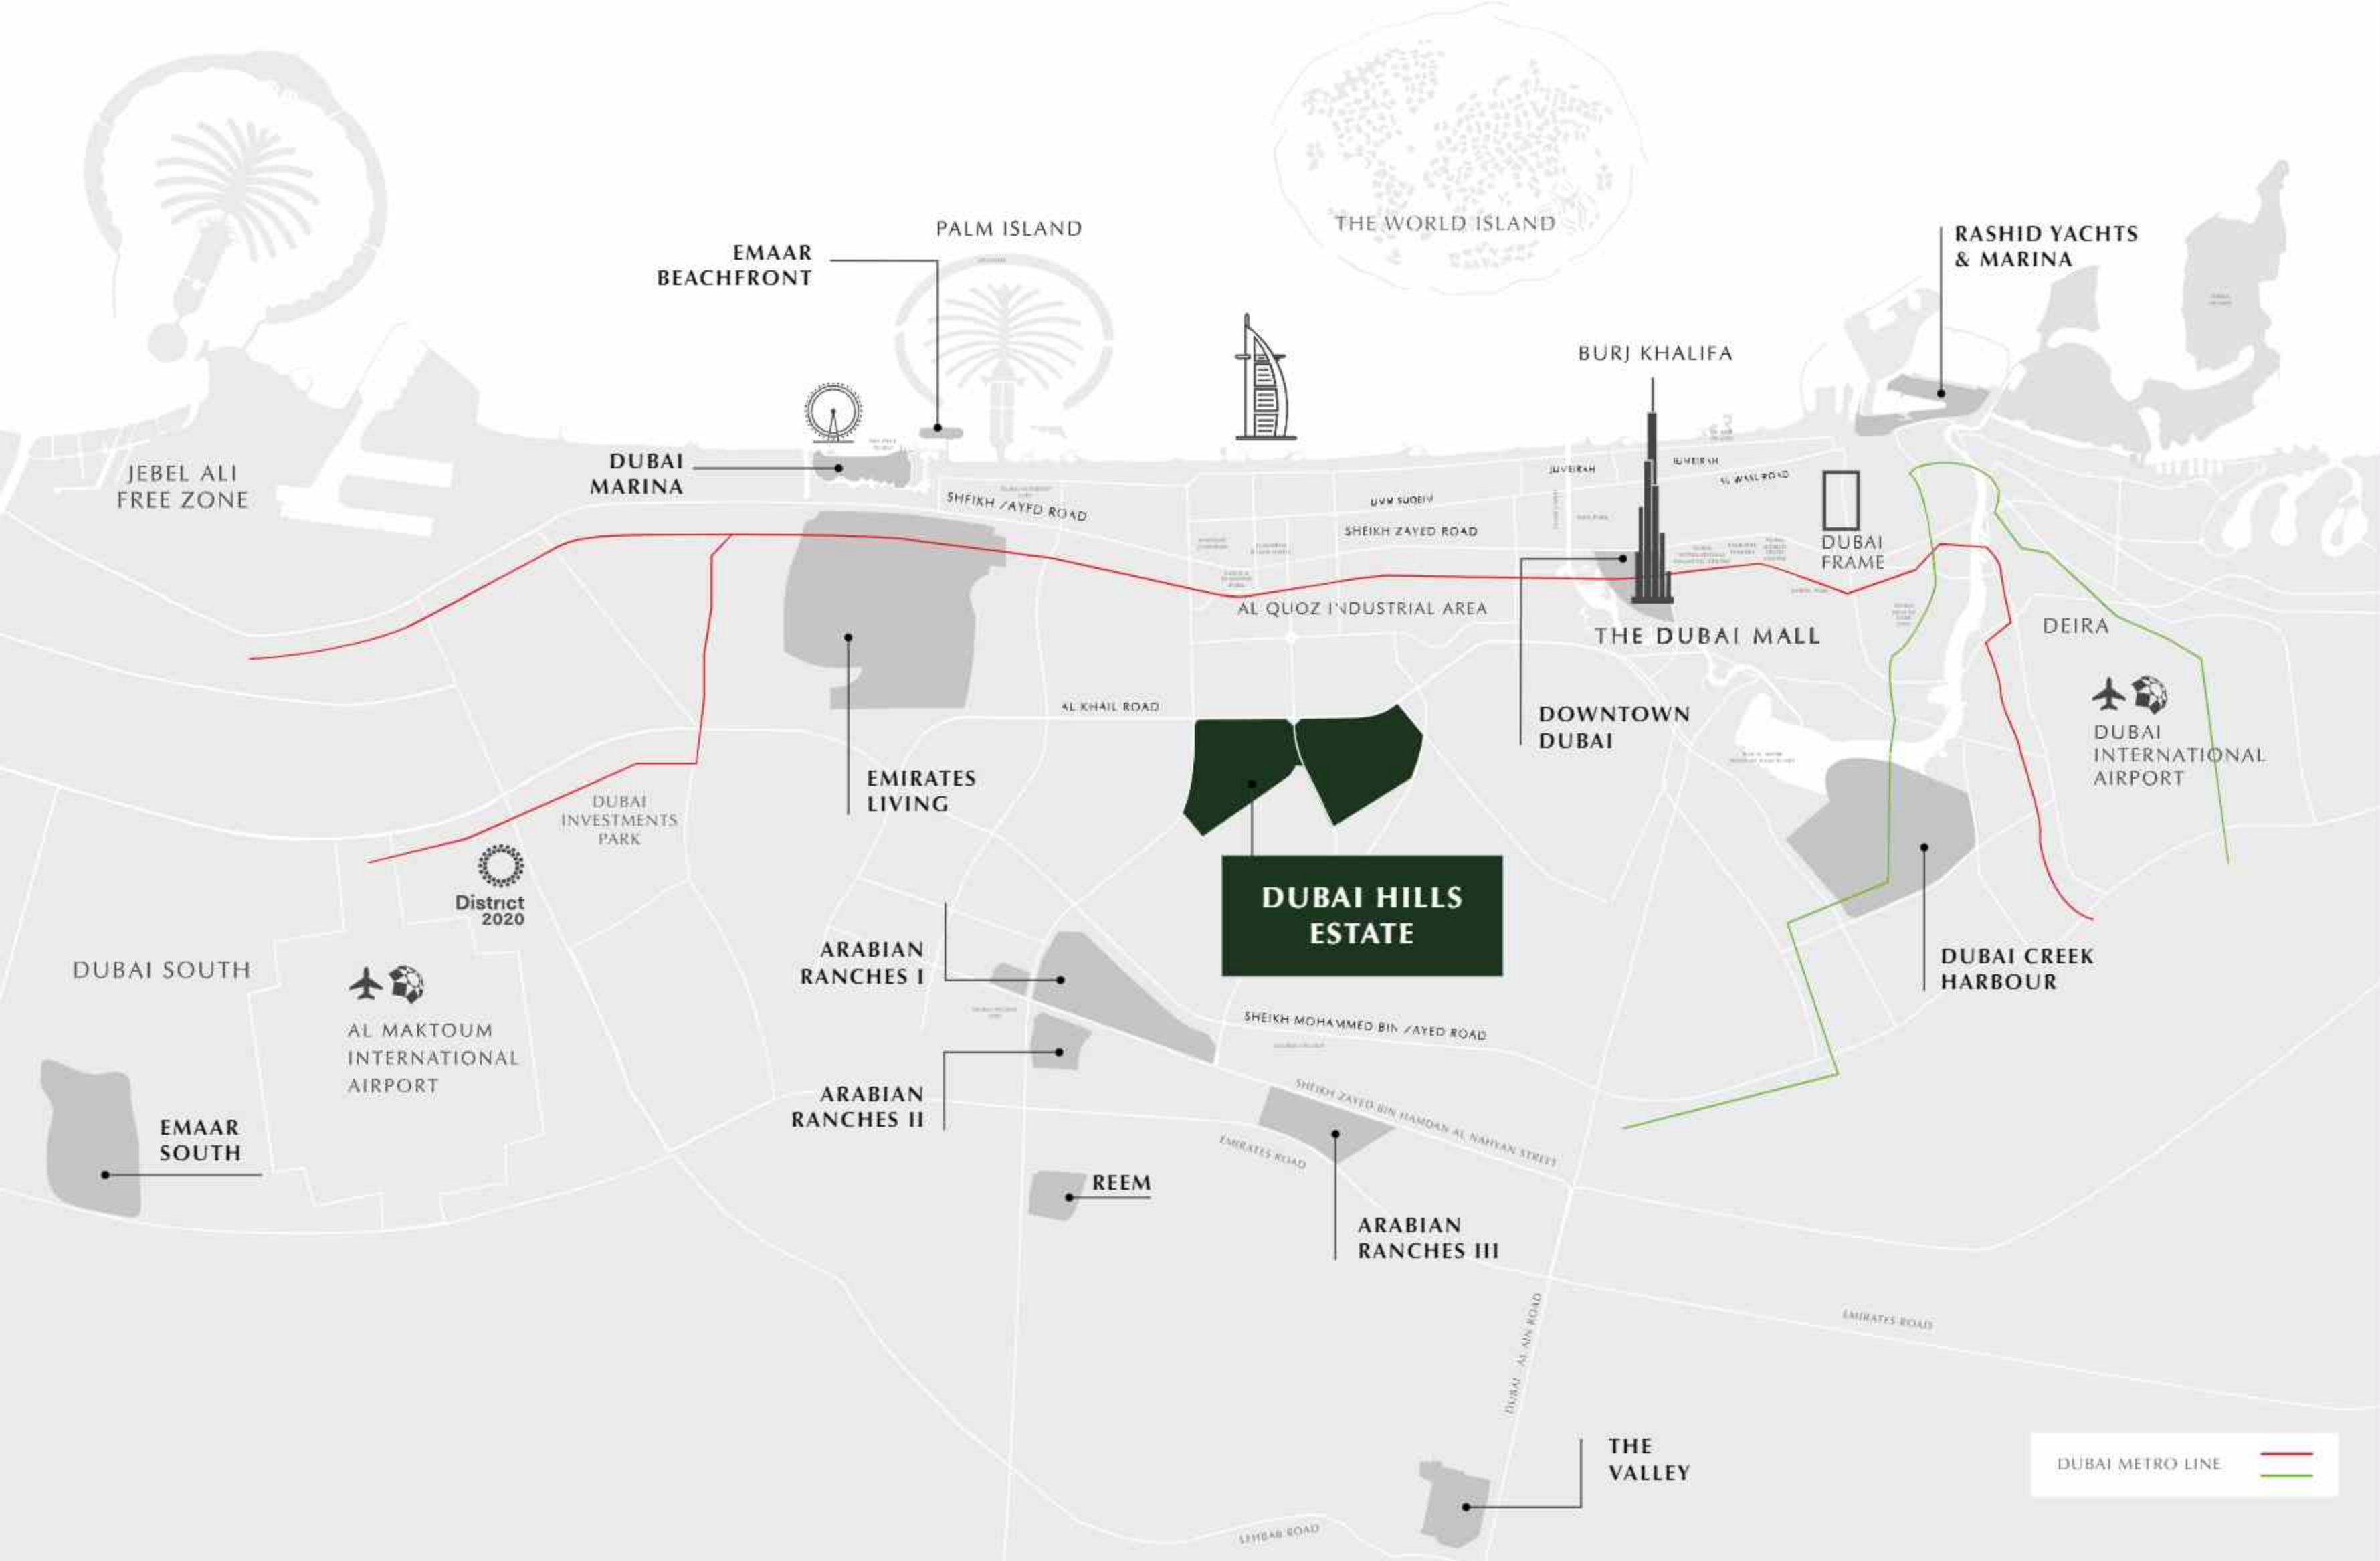 PALM ISLAND
THE WORLD ISLAND
EMAAR
BEACHFRONT
RASHID YACHTS
& MARINA
BURJ KHALIFA
JEBEL ALI
FREE ZONE
DUBAI
MARINA
SHEIKH ZAYED ROAD
JUMEIRAH
JUMEIRAH
AL WASL ROAD
UMM SUQEIM
SHEIKH ZAYED ROAD
DUBAI
FRAME
AL QUOZ INDUSTRIAL AREA
THE DUBAI MALL
DEIRA
AL KHAIL ROAD
DOWNTOWN
DUBAI
DUBAI
INTERNATIONAL
AIRPORT
EMIRATES
LIVING
DUBAI
INVESTMENTS
PARK
District
2020
DUBAI HILLS
ESTATE
ARABIAN
RANCHES I
DUBAI CREEK
HARBOUR
DUBAI SOUTH
AL MAKTOUM
INTERNATIONAL
AIRPORT
SHEIKH MOHAMMED BIN ZAYED ROAD
ARABIAN
RANCHES II
SHEIKH ZAYED BIN HAMDAN AL NAHYAN STREET
EMIRATES ROAD
EMAAR
SOUTH
REEM
ARABIAN
RANCHES III
DUBAI - AL AIN ROAD
EMIRATES ROAD
THE
VALLEY
DUBAI METRO LINE
LEHBAB ROAD